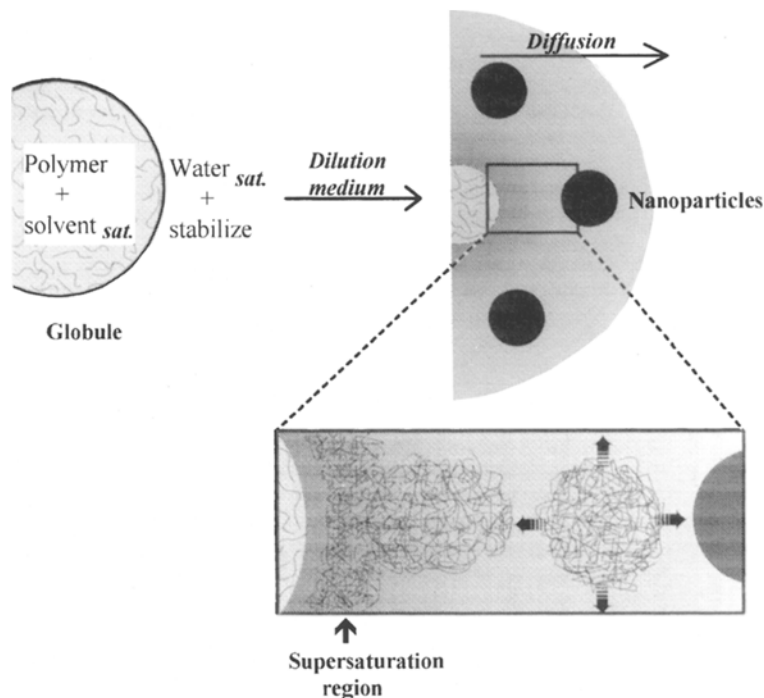 Diffusion
Polymer
+
solvent sat.
Water sat.
+
stabilize
Dilution
medium
Nanoparticles
Globule
Supersaturation
region